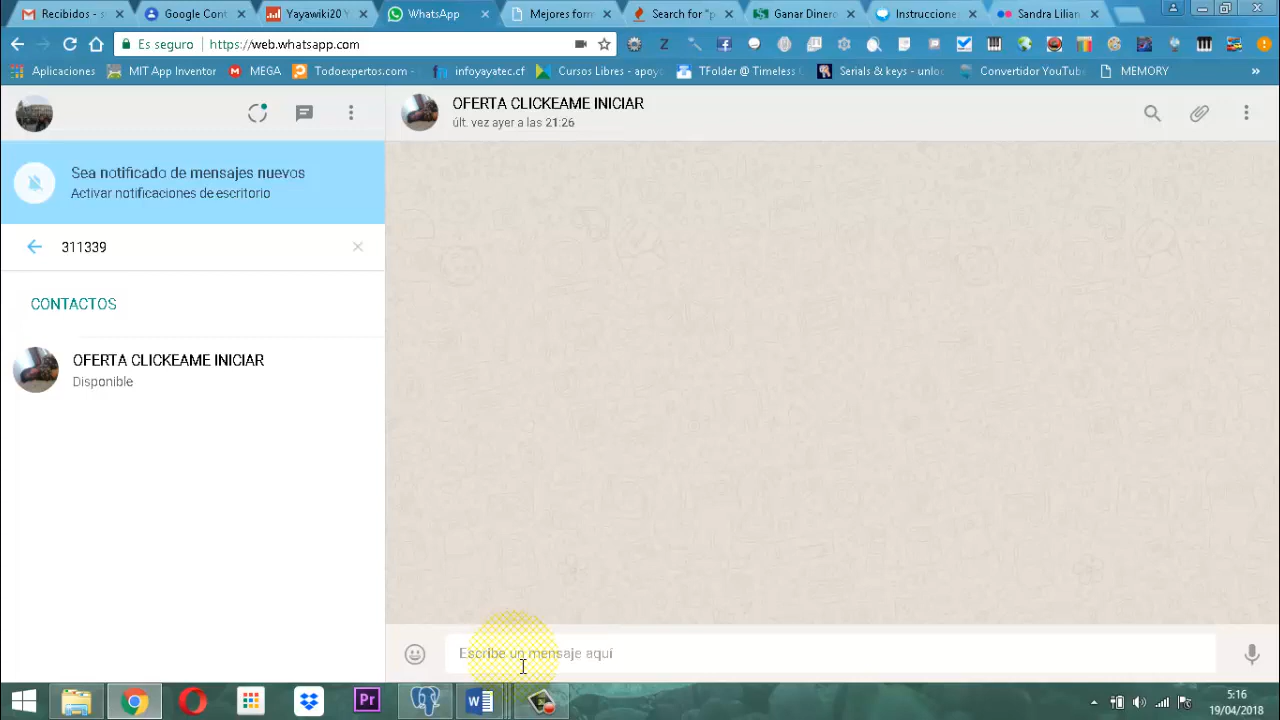 Recibidos - s
Google Cont
Yayawiki20
WhatsApp
Mejores form
Search for "p
Ganar Dinero
Instruccione
Sandra Lilian
Es seguro
https://web.whatsapp.com
Aplicaciones
MIT App Inventor
MEGA
Todoexpertos.com -
infoyayatec.cf
Cursos Libres - apoy
TFolder @ Timeless
Serials & keys - unlo
Convertidor YouTu
MEMORY
»
OFERTA CLICKEAME INICIAR
últ. vez ayer a las 21:26
Sea notificado de mensajes nuevos
Activar notificaciones de escritorio
311339
CONTACTOS
OFERTA CLICKEAME INICIAR
Disponible
Escribe un mensaje aquí
Pr
W
5:16
19/04/2018